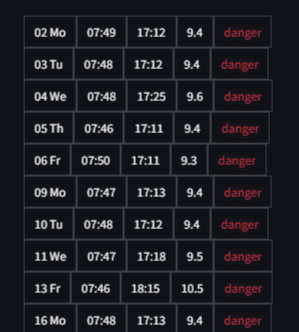 02 Mo 07:49 17:12 9.4 danger
03 Tu 07:48 17:12 9.4 danger
04 We 07:48 17:25 9.6 danger
05 Th 07:46 17:11 9.4 danger
06 Fr 07:50 17:11 9.3 danger
09 Mo 07:47 17:13 9.4 danger
10 Tu 07:48 17:12 9.4 danger
11 We 07:47 17:18 9.5 danger
13 Fr 07:46 18:15 10.5 danger
16 Mo 07:48 17:13 9.4 danger